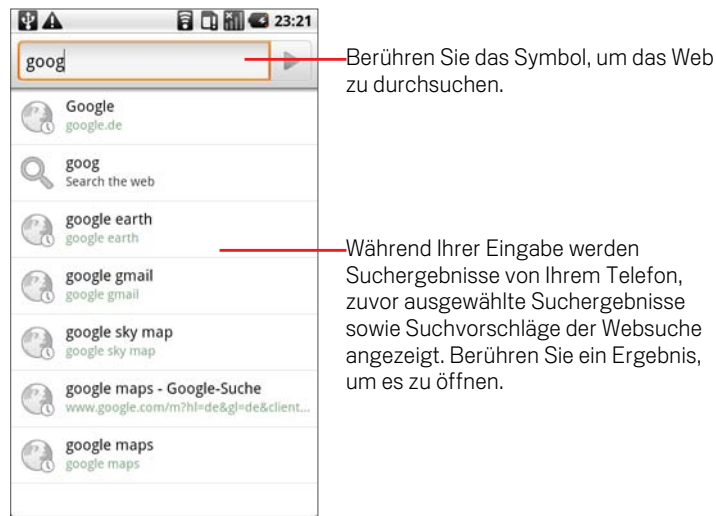 23:21
goog
Berühren Sie das Symbol, um das Web
zu durchsuchen.
Google
google.de
goog
Search the web
google earth
google earth
Während Ihrer Eingabe werden
Suchergebnisse von Ihrem Telefon,
zuvor ausgewählte Suchergebnisse
sowie Suchvorschläge der Websuche
angezeigt. Berühren Sie ein Ergebnis,
um es zu öffnen.
google gmail
google gmail
google sky map
google sky map
google maps - Google-Suche
www.google.com/m?hl=de&gl=de&client...
google maps
google maps